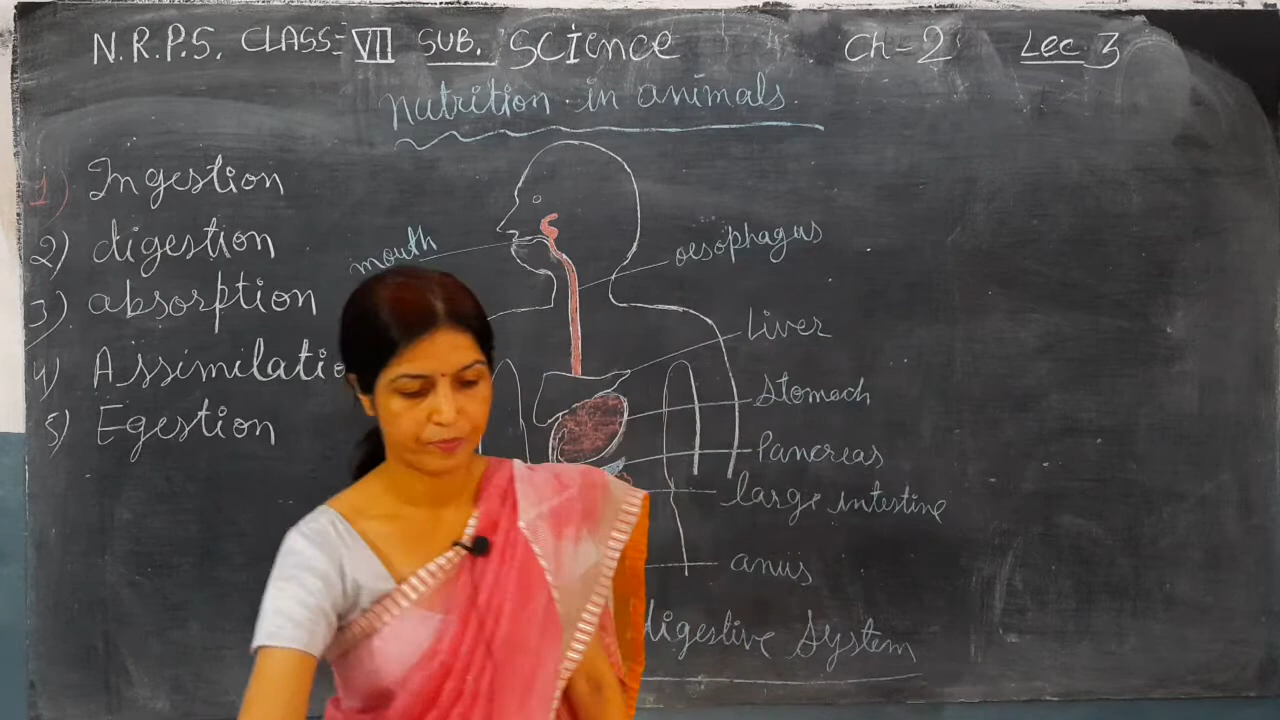 N.R.P.S. CLASS:- VII SUB. Science Ch-2 Lec 3
Nutrition in animals.
1) Ingestion
2) digestion
3) absorption
4) Assimilatio
5) Egestion
mouth
oesophagus
Liver
Stomach
Pancreas
large intestine
anus
digestive System